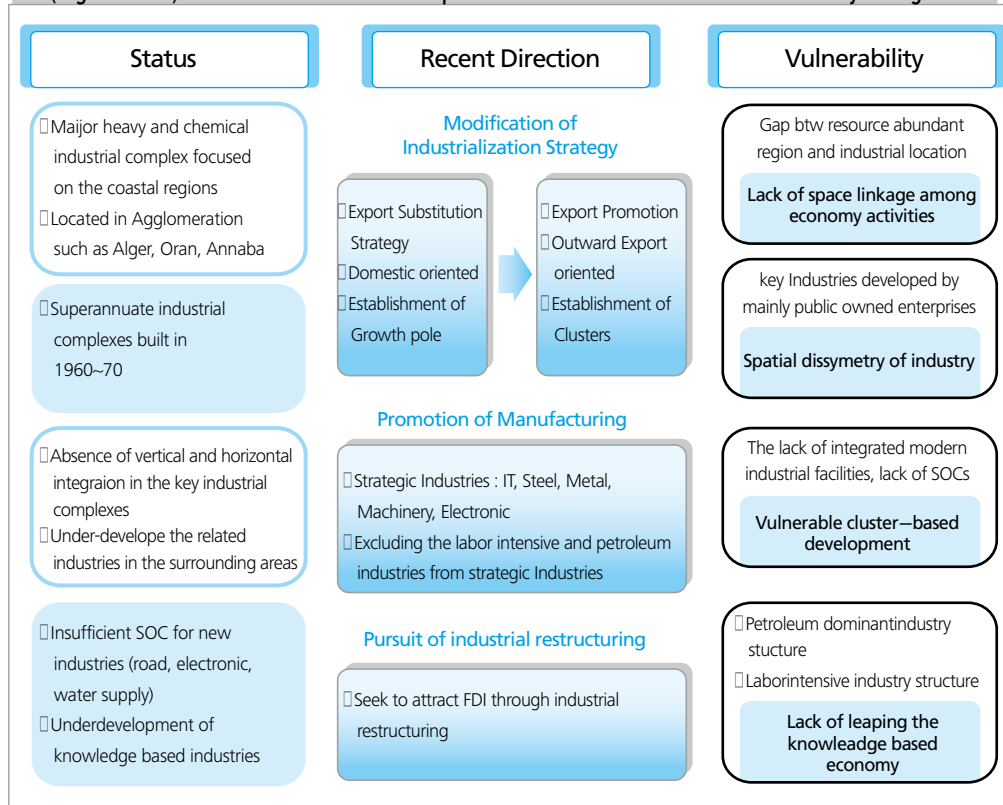 Status
Maijor heavy and chemical
industrial complex focused
on the coastal regions
Located in Agglomeration
such as Alger, Oran, Annaba
Superannuate industrial
complexes built in
1960~70
Absence of vertical and horizontal
integraion in the key industrial
complexes
Under-develope the related
industries in the surrounding areas
Insufficient SOC for new
industries (road, electronic,
water supply)
Underdevelopment of
knowledge based industries
Recent Direction
Modification of
Industrialization Strategy
Export Substitution
Strategy
Domestic oriented
Establishment of
Growth pole
Export Promotion
Outward Export
oriented
Establishment of
Clusters
Promotion of Manufacturing
Strategic Industries : IT, Steel, Metal,
Machinery, Electronic
Excluding the labor intensive and petroleum
industries from strategic Industries
Pursuit of industrial restructuring
Seek to attract FDI through industrial
restructuring
Vulnerability
Gap btw resource abundant
region and industrial location
Lack of space linkage among
economy activities
key Industries developed by
mainly public owned enterprises
Spatial dissymetry of industry
The lack of integrated modern
industrial facilities, lack of SOCs
Vulnerable cluster–based
development
Petroleum dominantindustry
stucture
Laborintensive industry structure
Lack of leaping the
knowleadge based
economy